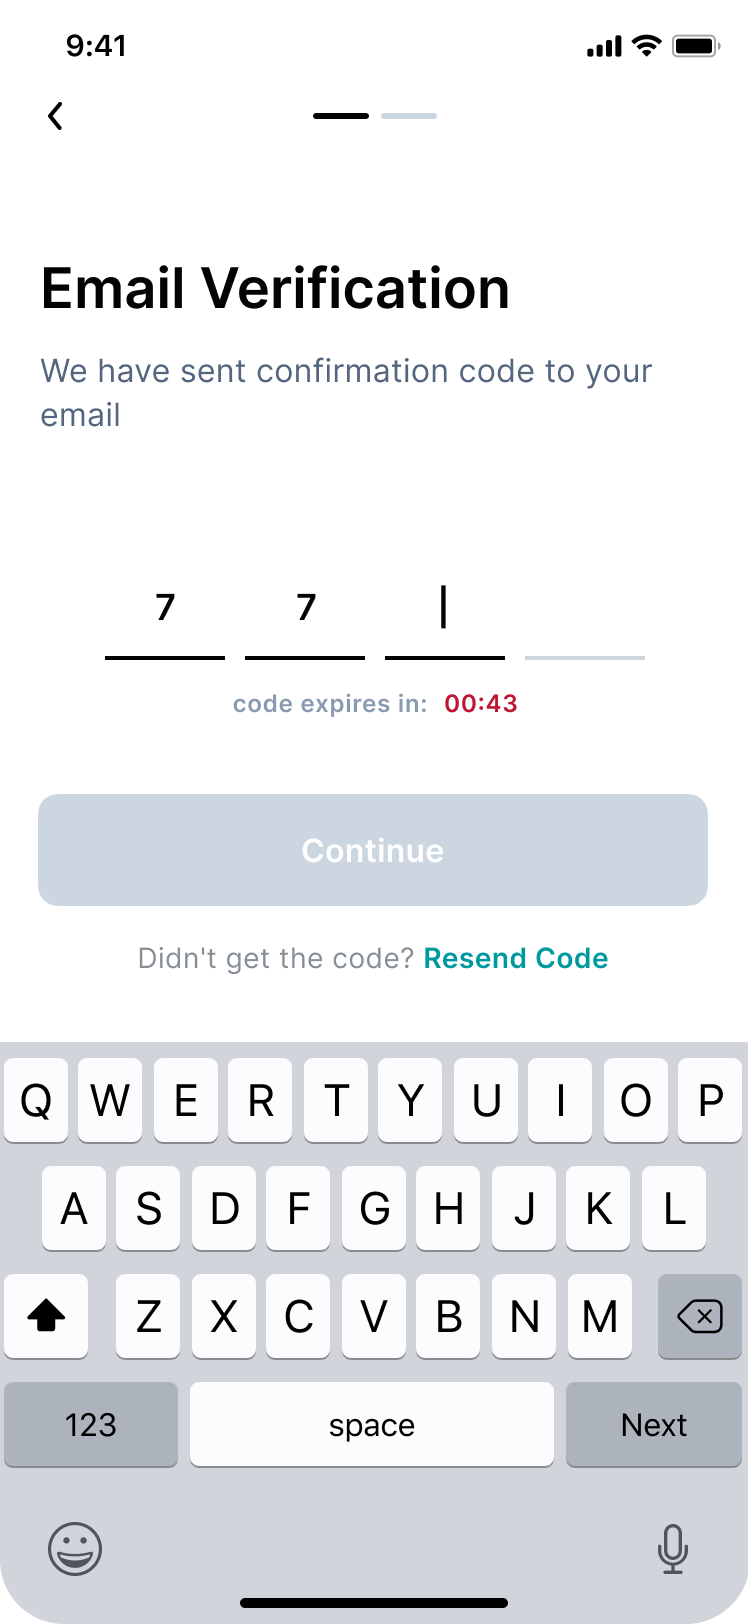 9:41
Email Verification
We have sent confirmation code to your
email
7 7
code expires in: 00:43
Continue
Didn't get the code? Resend Code
Q W E R T Y U I O P
A S D F G H J K L
Z X C V B N M
123 space Next